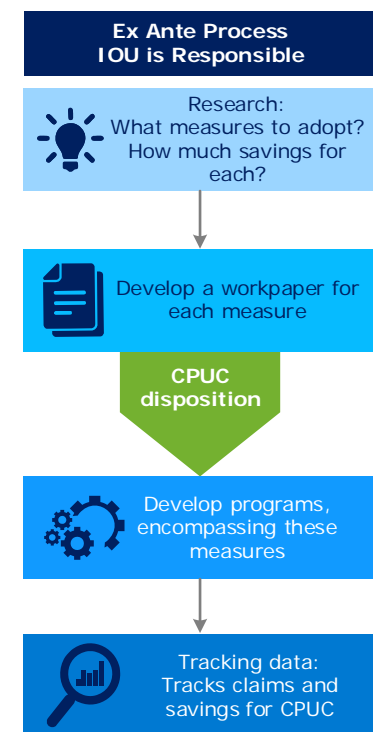 Ex Ante Process
IOU is Responsible
Research:
What measures to adopt?
How much savings for
each?
Develop a workpaper for
each measure
CPUC
disposition
Develop programs,
encompassing these
measures
Tracking data:
Tracks claims and
savings for CPUC